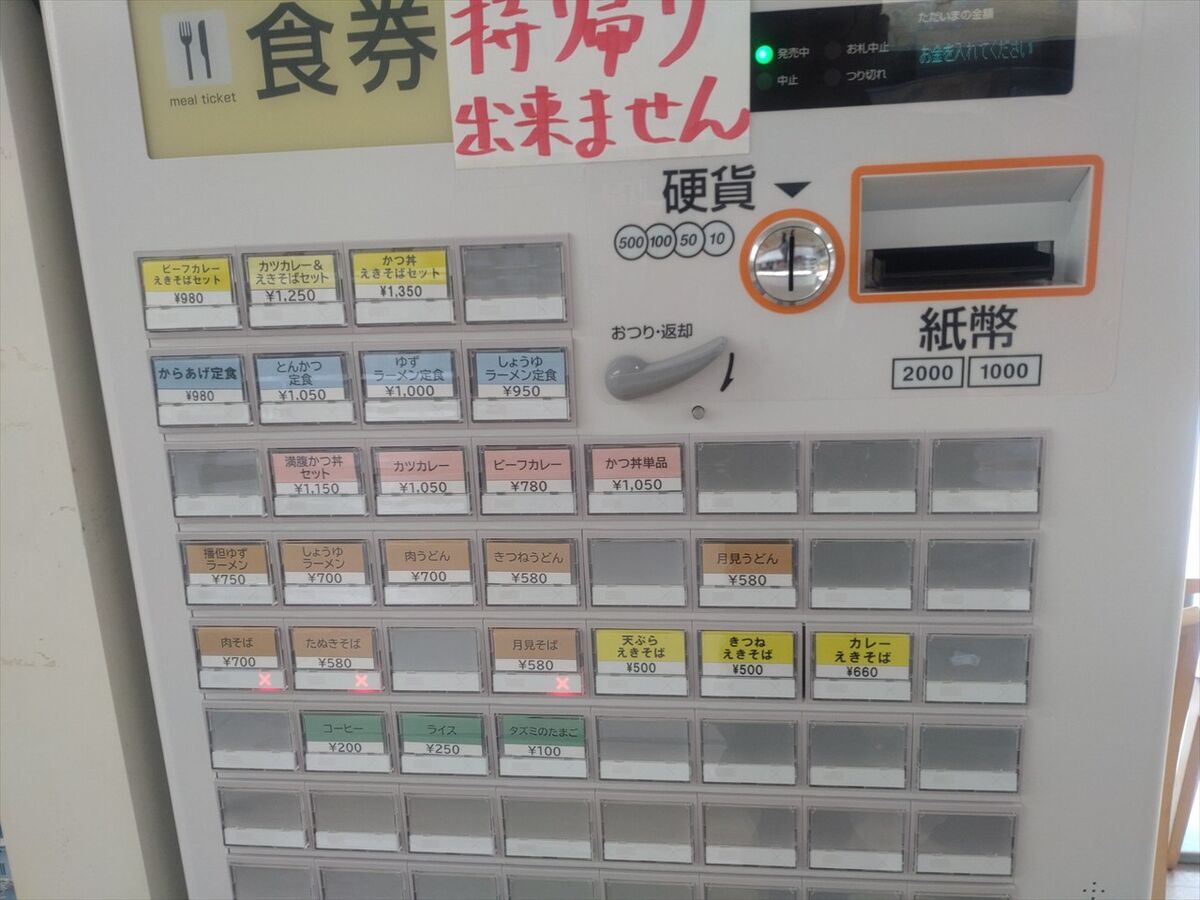 食券
meal ticket
持帰り
出来ません
発売中
お札中止
中止
つり切れ
ただいまの金額
お金を入れてください
硬貨
500 100 50 10
おつり・返却
紙幣
2000 1000
ビーフカレー
えきそばセット
¥980
カツカレー&
えきそばセット
¥1,250
かつ丼
えきそばセット
¥1,350
からあげ定食
¥980
とんかつ
定食
¥1,050
ゆず
ラーメン定食
¥1,000
しょうゆ
ラーメン定食
¥950
満腹かつ丼
セット
¥1,150
カツカレー
¥1,050
ビーフカレー
¥780
かつ丼単品
¥1,050
播但ゆず
ラーメン
¥750
しょうゆ
ラーメン
¥700
肉うどん
¥700
きつねうどん
¥580
月見うどん
¥580
肉そば
¥700
たぬきそば
¥580
月見そば
¥580
天ぷら
えきそば
¥500
きつね
えきそば
¥500
カレー
えきそば
¥660
コーヒー
¥200
ライス
¥250
タズミのたまご
¥100